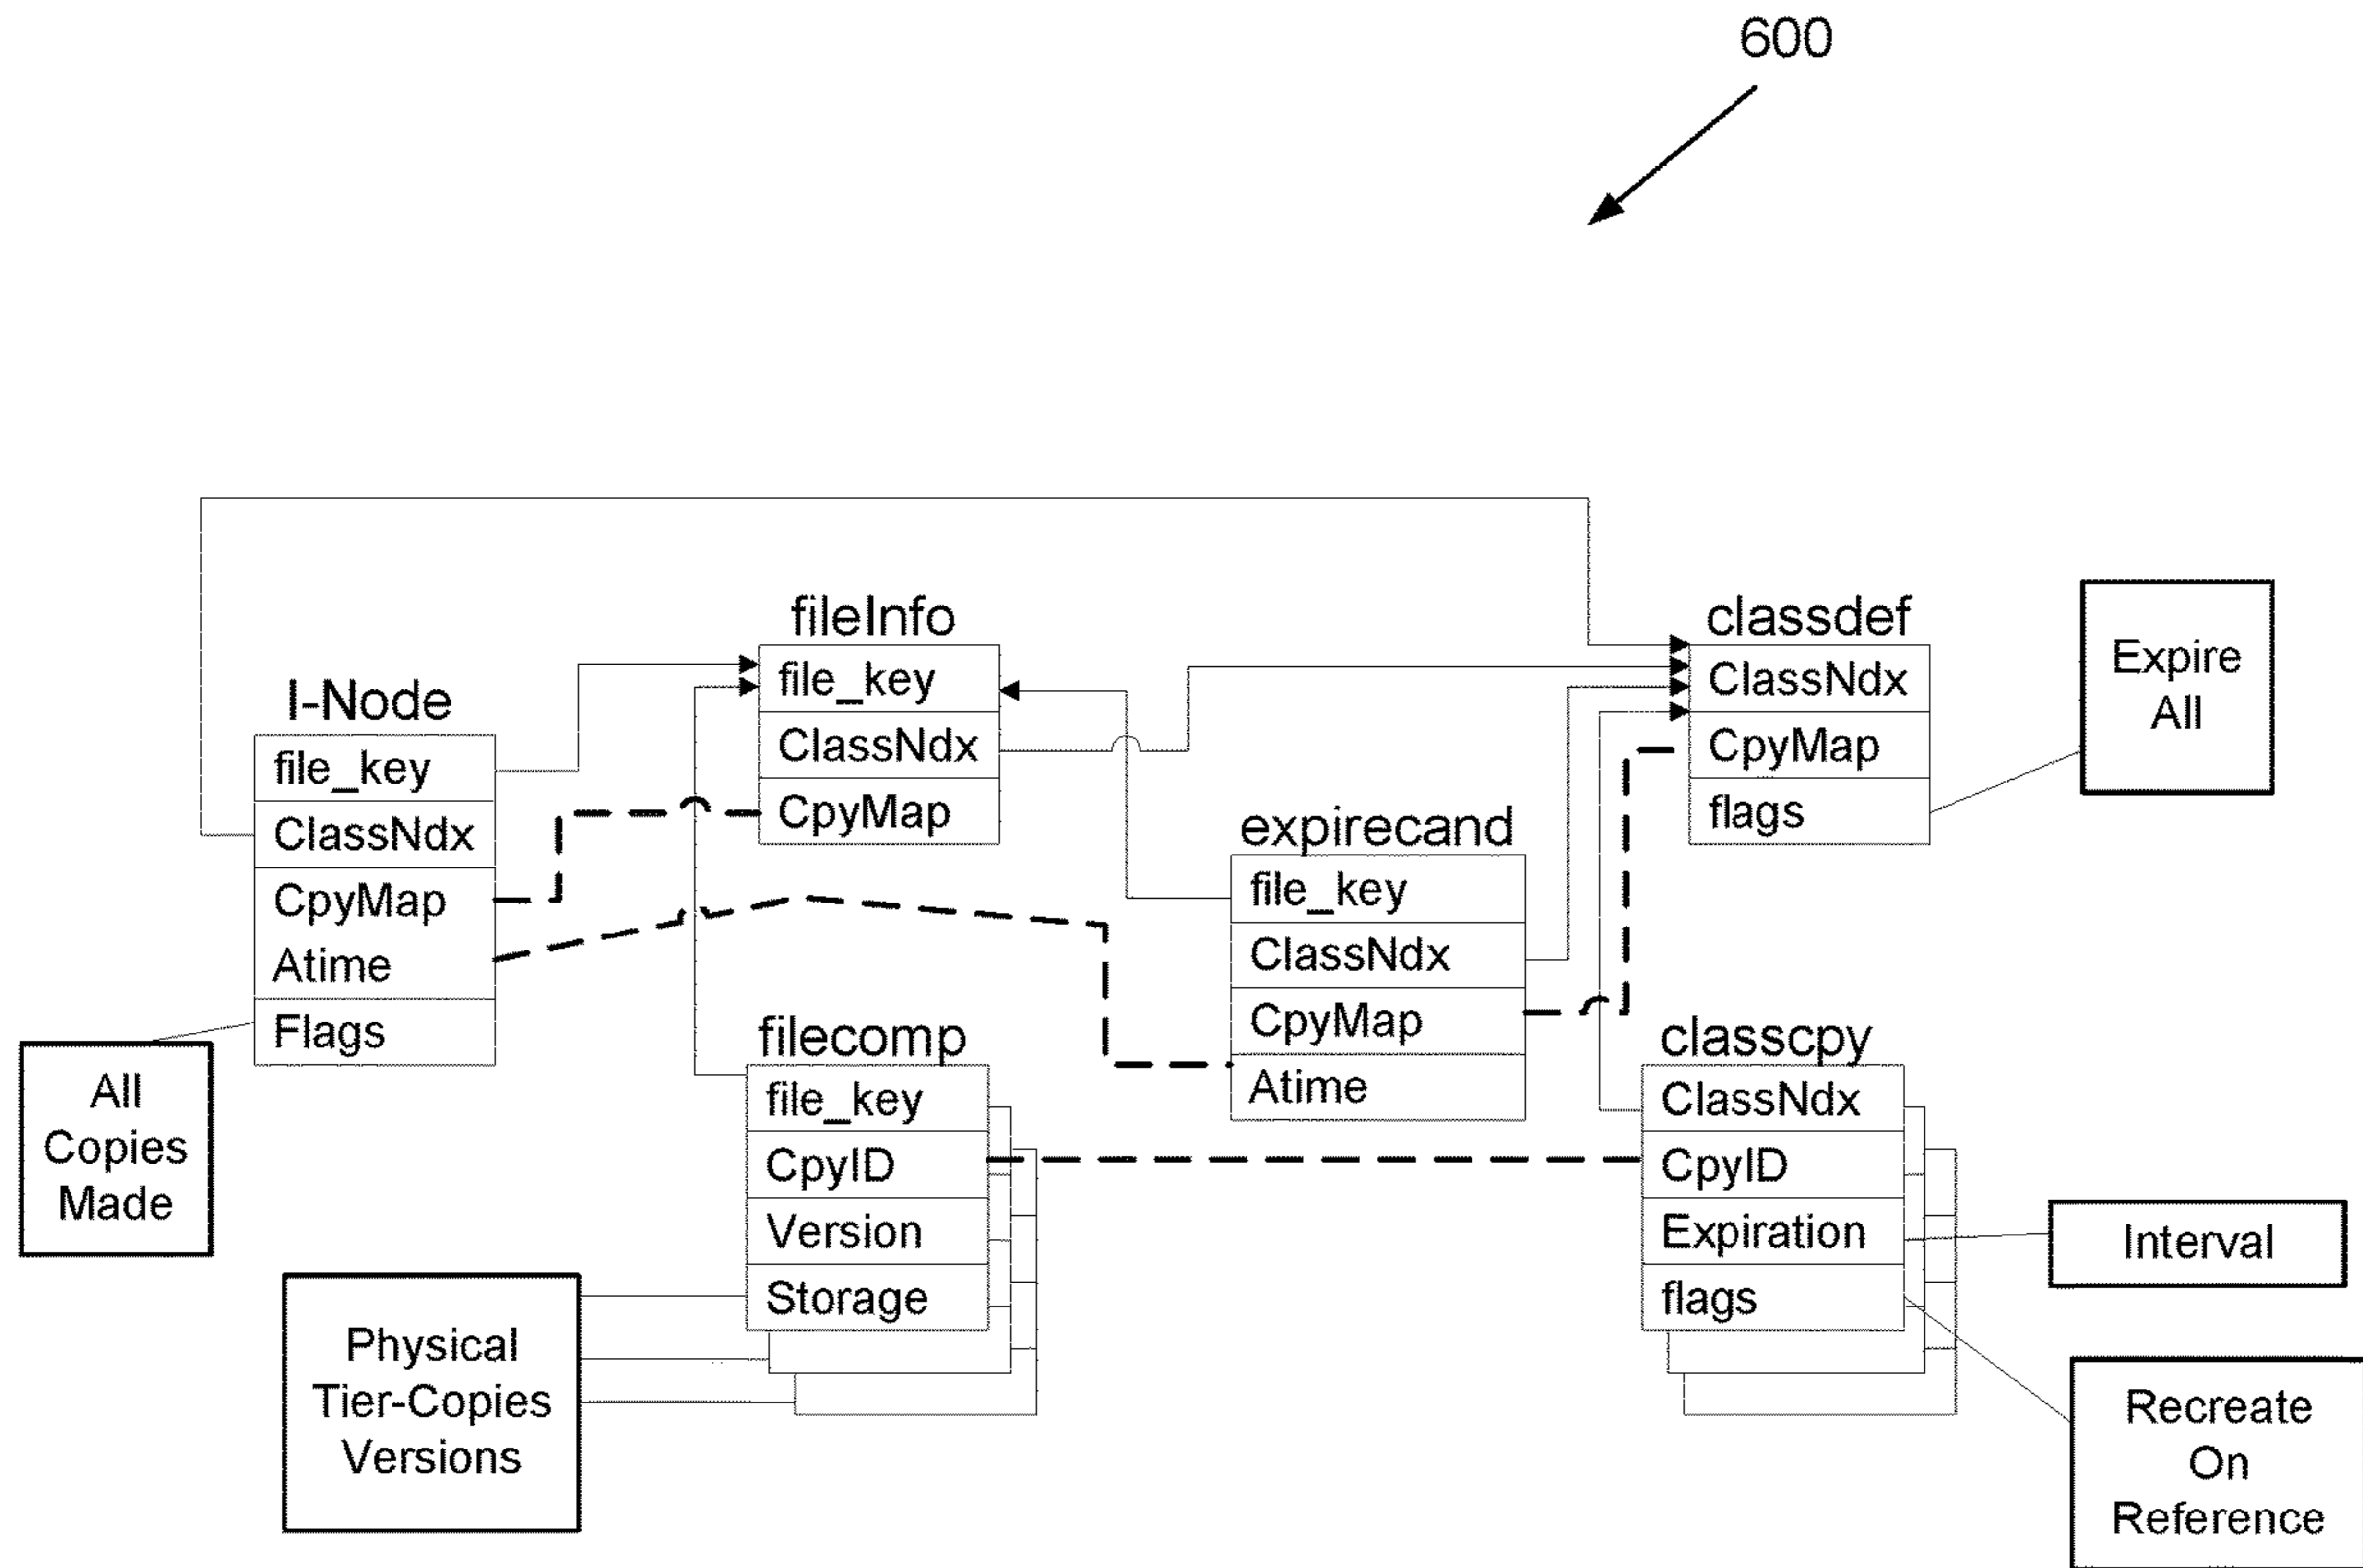 600
fileInfo
file_key
ClassNdx
CpyMap
classdef
ClassNdx
CpyMap
flags
Expire
All
I-Node
file_key
ClassNdx
CpyMap
Atime
Flags
expirecand
file_key
ClassNdx
CpyMap
Atime
All
Copies
Made
filecomp
file_key
CpyID
Version
Storage
classcpy
ClassNdx
CpyID
Expiration
flags
Interval
Physical
Tier-Copies
Versions
Recreate
On
Reference